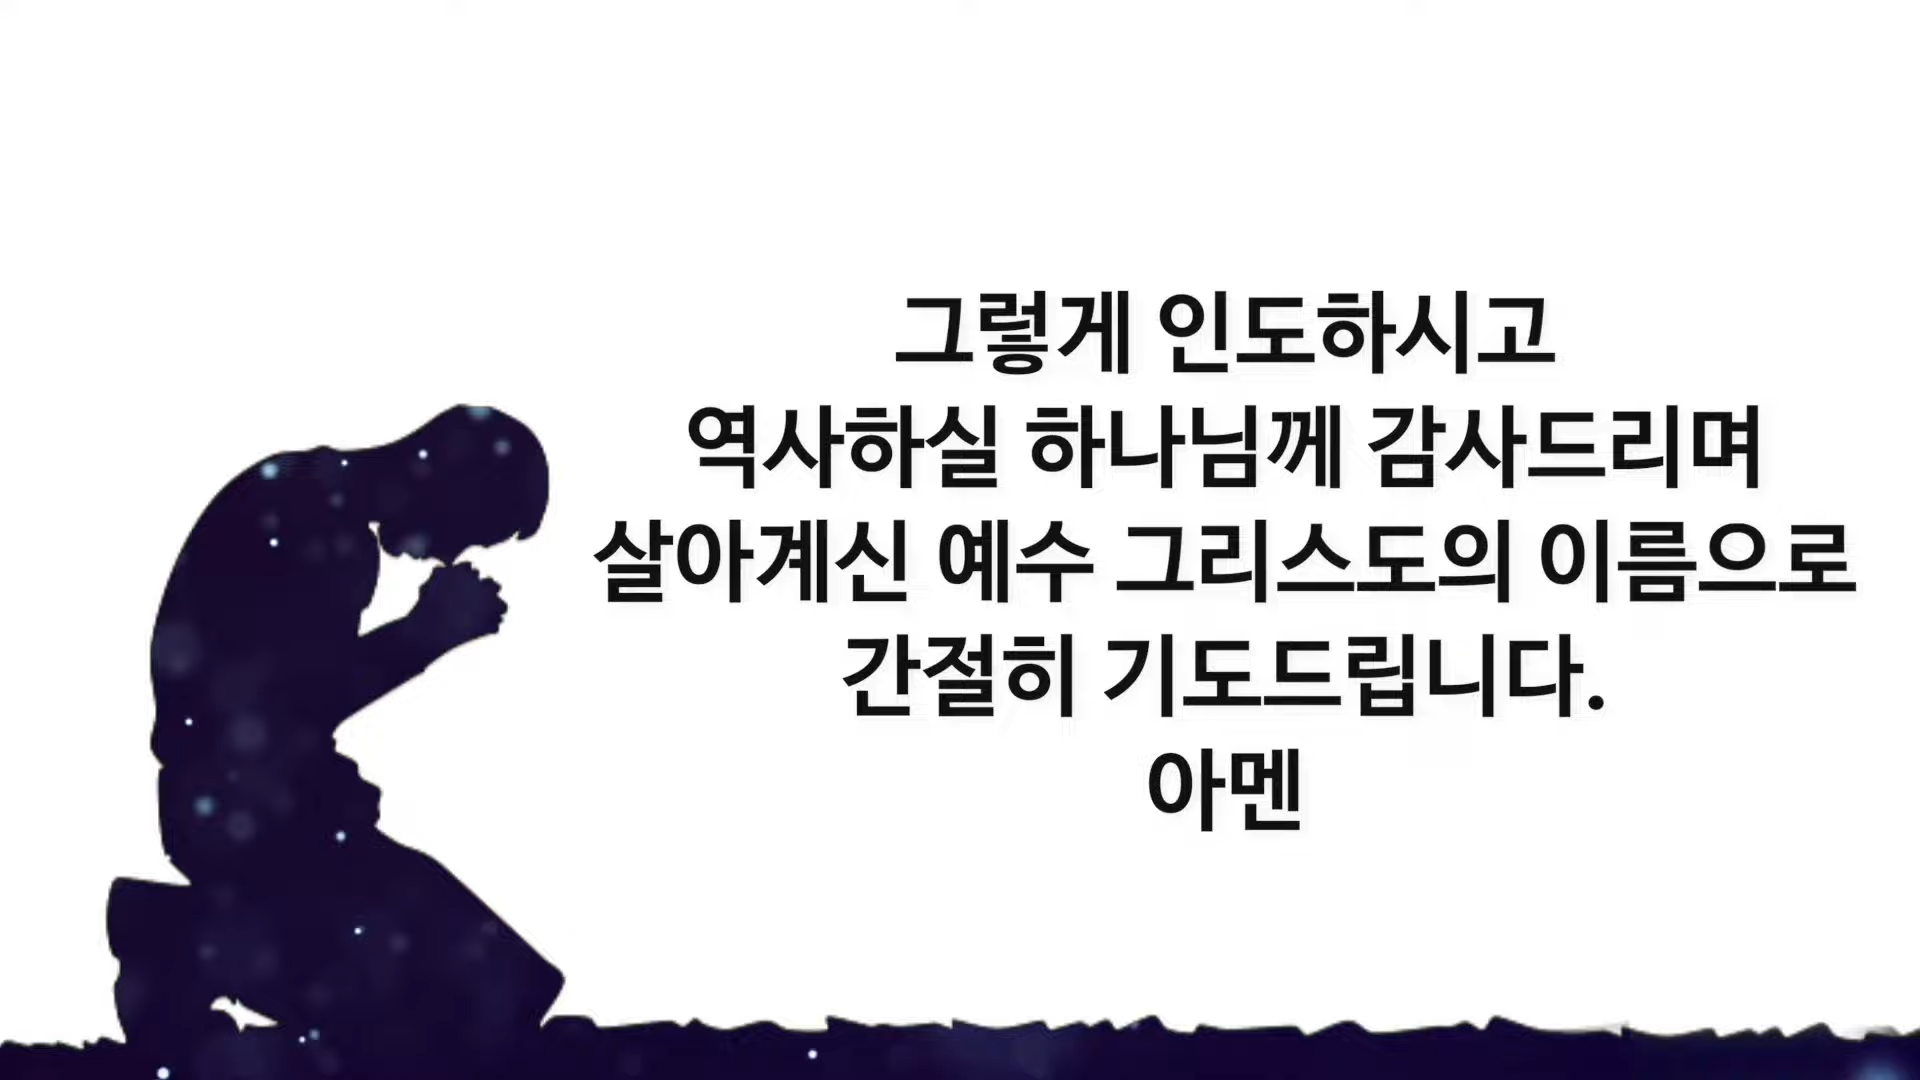 그렇게 인도하시고
역사하실 하나님께 감사드리며
살아계신 예수 그리스도의 이름으로
간절히 기도드립니다.
아멘